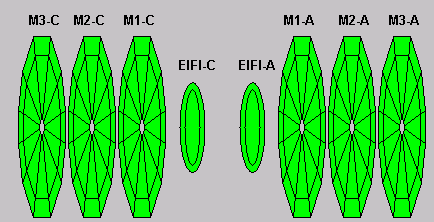 M3-C M2-C M1-C M1-A M2-A M3-A
EIFI-C EIFI-A